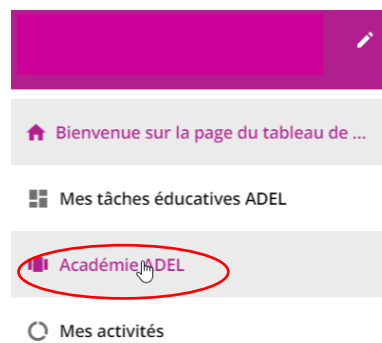 Bienvenue sur la page du tableau de ...
Mes tâches éducatives ADEL
Académie ADEL
Mes activités